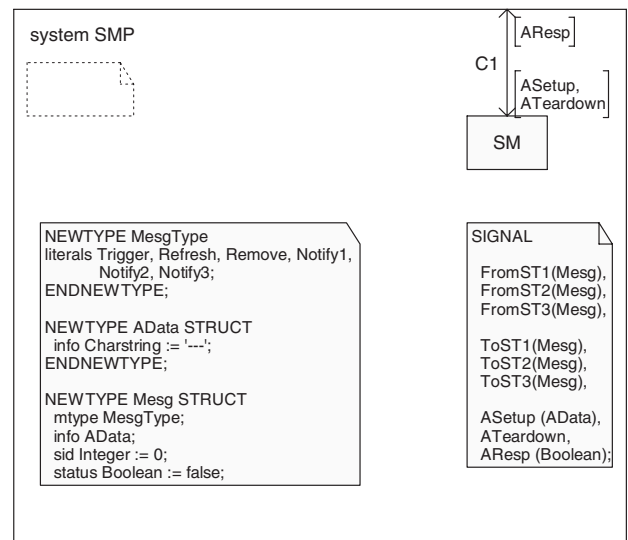 system SMP
[AResp]
C1
[ASetup,
ATeardown]
SM
NEWTYPE MesgType
literals Trigger, Refresh, Remove, Notify1,
Notify2, Notify3;
ENDNEWTYPE;
NEWTYPE AData STRUCT
info Charstring := '---';
ENDNEWTYPE;
NEWTYPE Mesg STRUCT
mtype MesgType;
info AData;
sid Integer := 0;
status Boolean := false;
SIGNAL
FromST1(Mesg),
FromST2(Mesg),
FromST3(Mesg),
ToST1(Mesg),
ToST2(Mesg),
ToST3(Mesg),
ASetup (AData),
ATeardown,
AResp (Boolean);